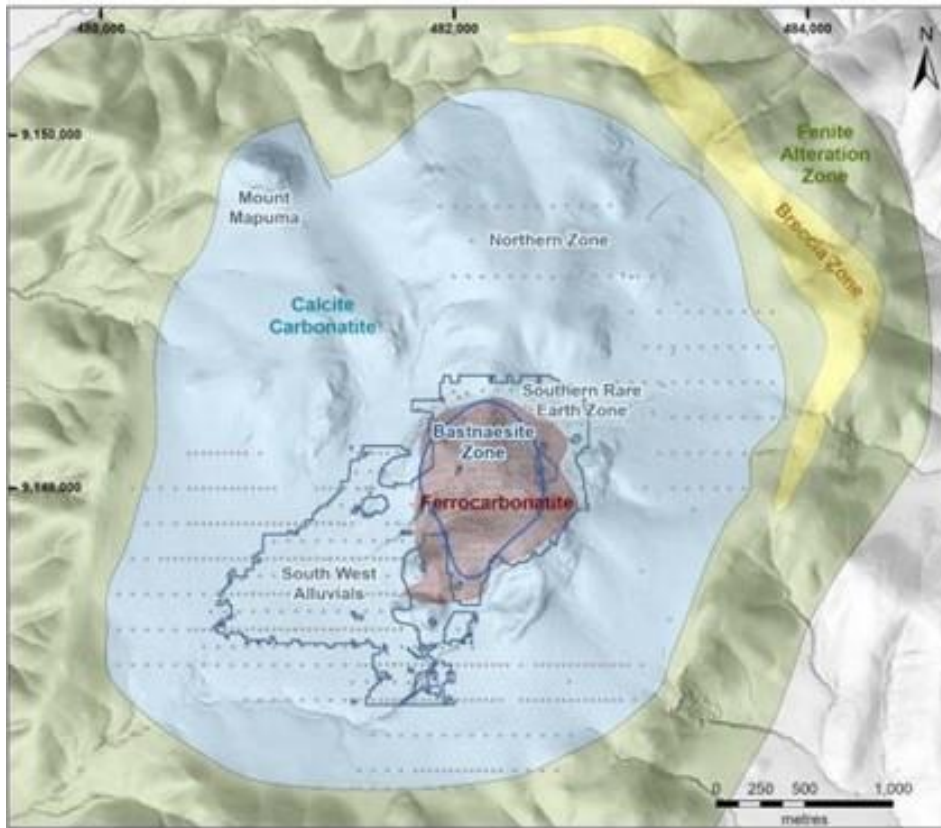 480,000
482,000
484,000
N
9,150,000
Fenite
Alteration
Zone
Mount
Mapuma
Northern Zone
Breccia Zone
Calcite
Carbonatite
Southern Rare
Earth Zone
Bastnaesite
Zone
9,148,000
Ferrocarbonatite
South West
Alluvials
0 250 500 1,000
metres